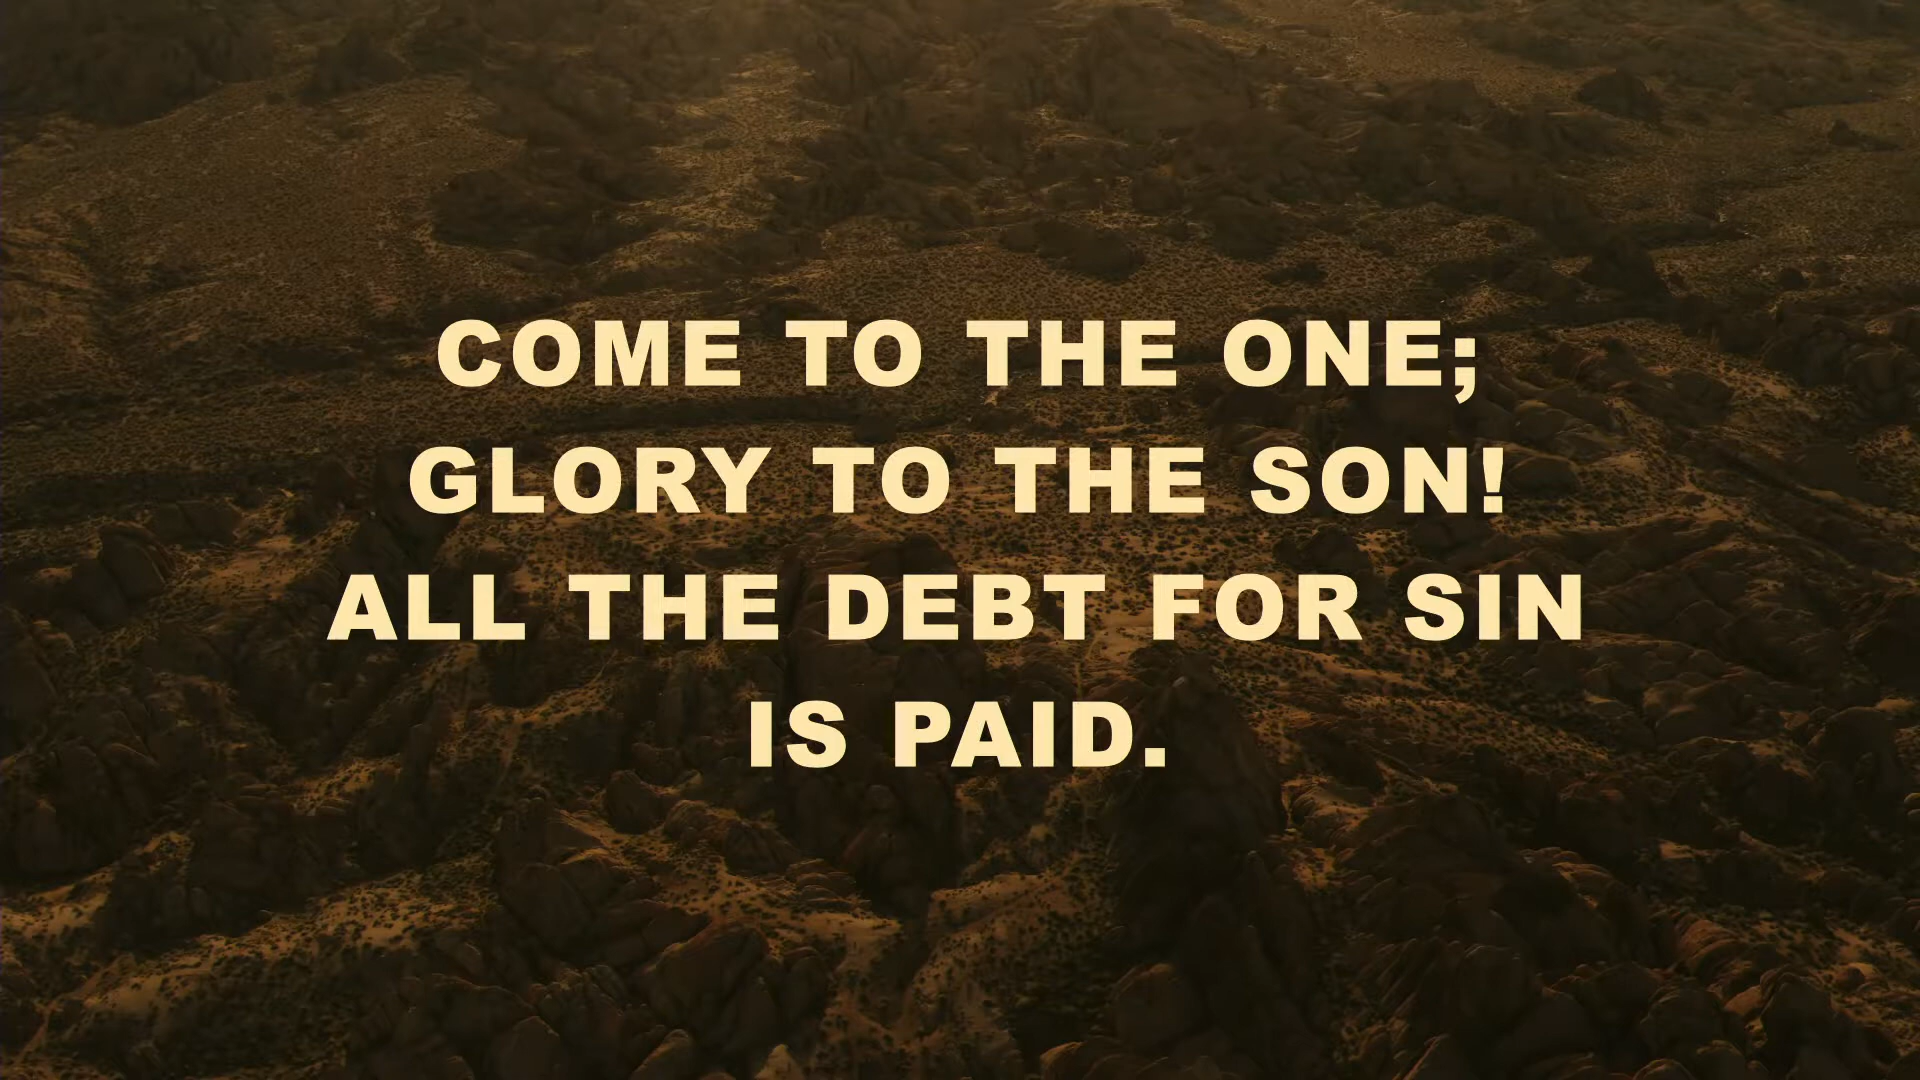 COME TO THE ONE;
GLORY TO THE SON!
ALL THE DEBT FOR SIN
IS PAID.